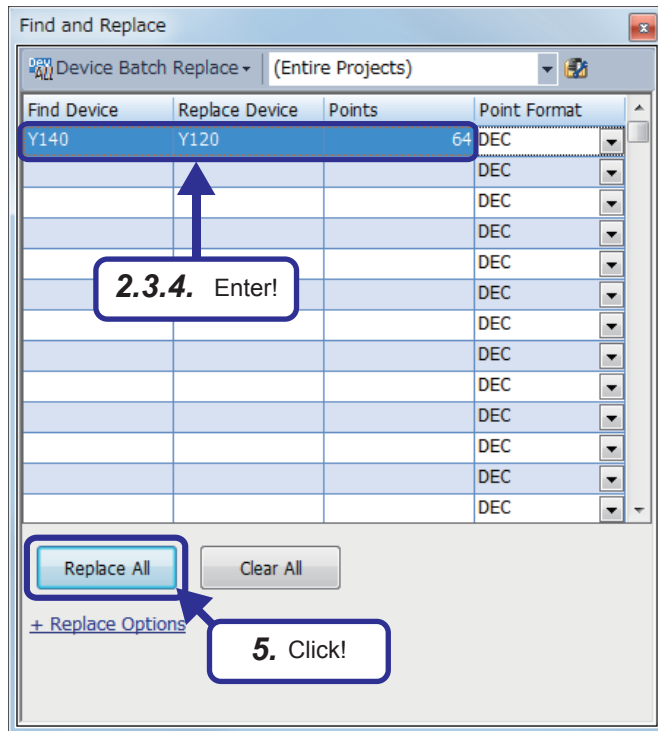 Find and Replace
Device Batch Replace (Entire Projects)
Find Device Replace Device Points Point Format
Y140 Y120 64 DEC
DEC
DEC
DEC
DEC
DEC
DEC
DEC
DEC
DEC
DEC
DEC
DEC
2.3.4. Enter!
Replace All Clear All
+ Replace Options
5. Click!